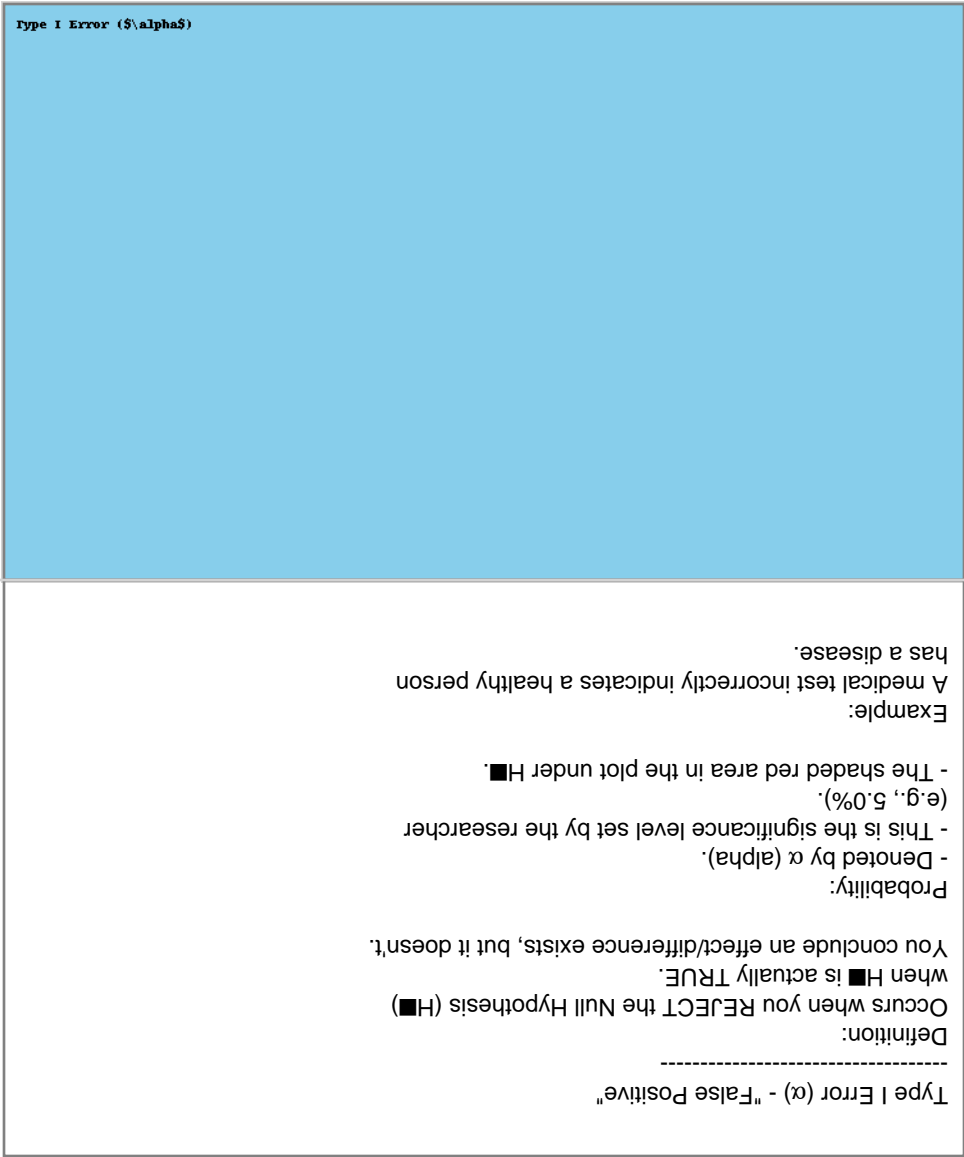 Type I Error ($\alpha$)
Type I Error (α) - "False Positive"
------------------------------------
Definition:
Occurs when you REJECT the Null Hypothesis (H■)
when H■ is actually TRUE.
You conclude an effect/difference exists, but it doesn't.
Probability:
- Denoted by α (alpha).
- This is the significance level set by the researcher
(e.g., 5.0%).
- The shaded red area in the plot under H■.
Example:
A medical test incorrectly indicates a healthy person
has a disease.